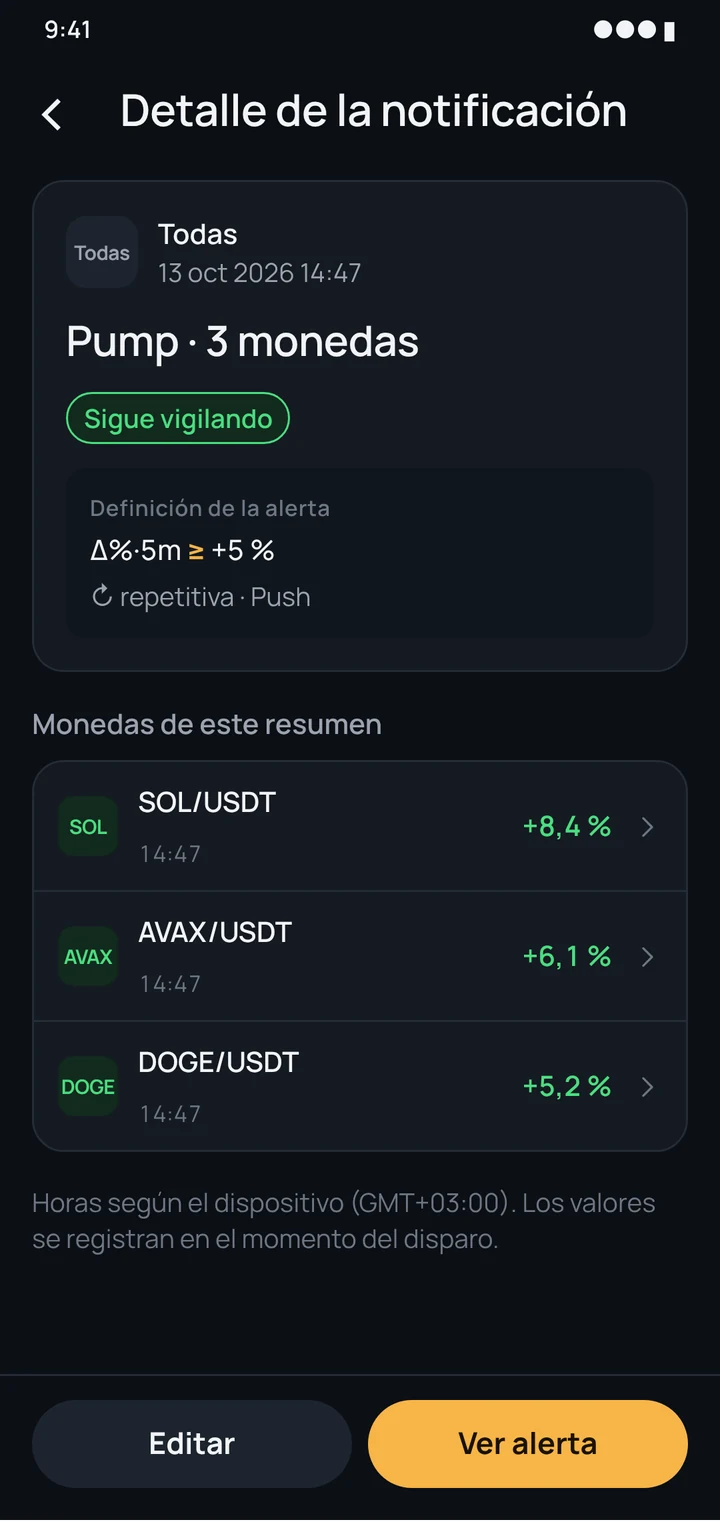 9:41
Detalle de la notificación
Todas
Todas
13 oct 2026 14:47
Pump · 3 monedas
Sigue vigilando
Definición de la alerta
Δ%·5m ≥ +5 %
↻ repetitiva · Push
Monedas de este resumen
SOL
SOL/USDT
14:47
+8,4 %
AVAX
AVAX/USDT
14:47
+6,1 %
DOGE
DOGE/USDT
14:47
+5,2 %
Horas según el dispositivo (GMT+03:00). Los valores
se registran en el momento del disparo.
Editar
Ver alerta